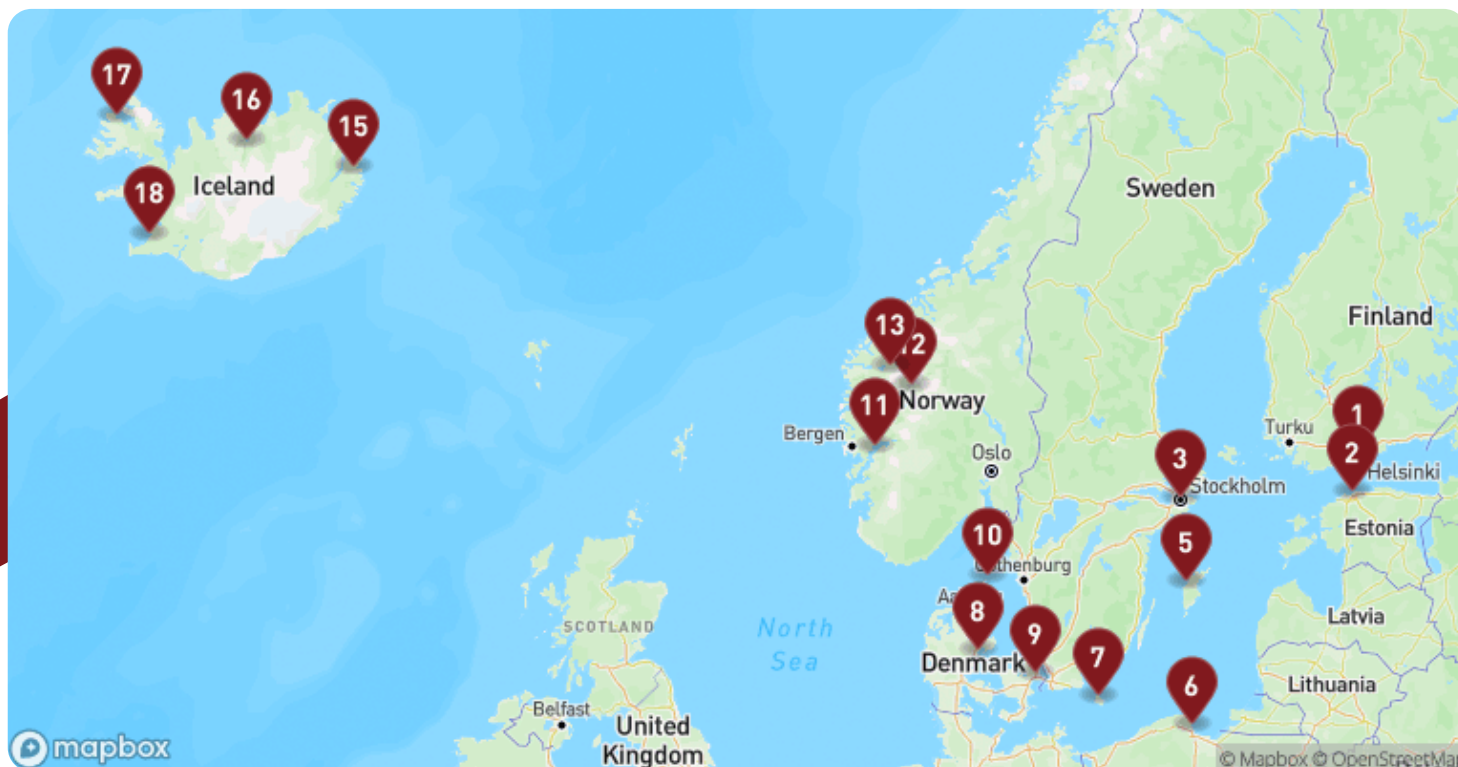 17
16
15
18
Iceland
Sweden
Finland
13
12
11
Norway
Bergen
Oslo
Turku
1
2
Helsinki
3
Stockholm
Estonia
5
10
Gothenburg
8
9
7
6
Denmark
Latvia
Lithuania
SCOTLAND
North
Sea
Belfast
United
Kingdom
mapbox
© Mapbox © OpenStreetMap